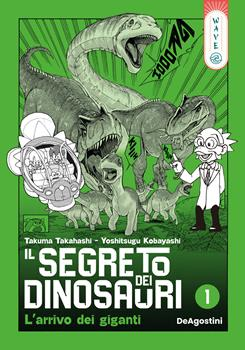 WAVE
Takuma Takahashi - Yoshitsugu Kobayashi
IL
SEGRETO
DEI
DINOSAURI
1
L'arrivo dei giganti
DeAgostini